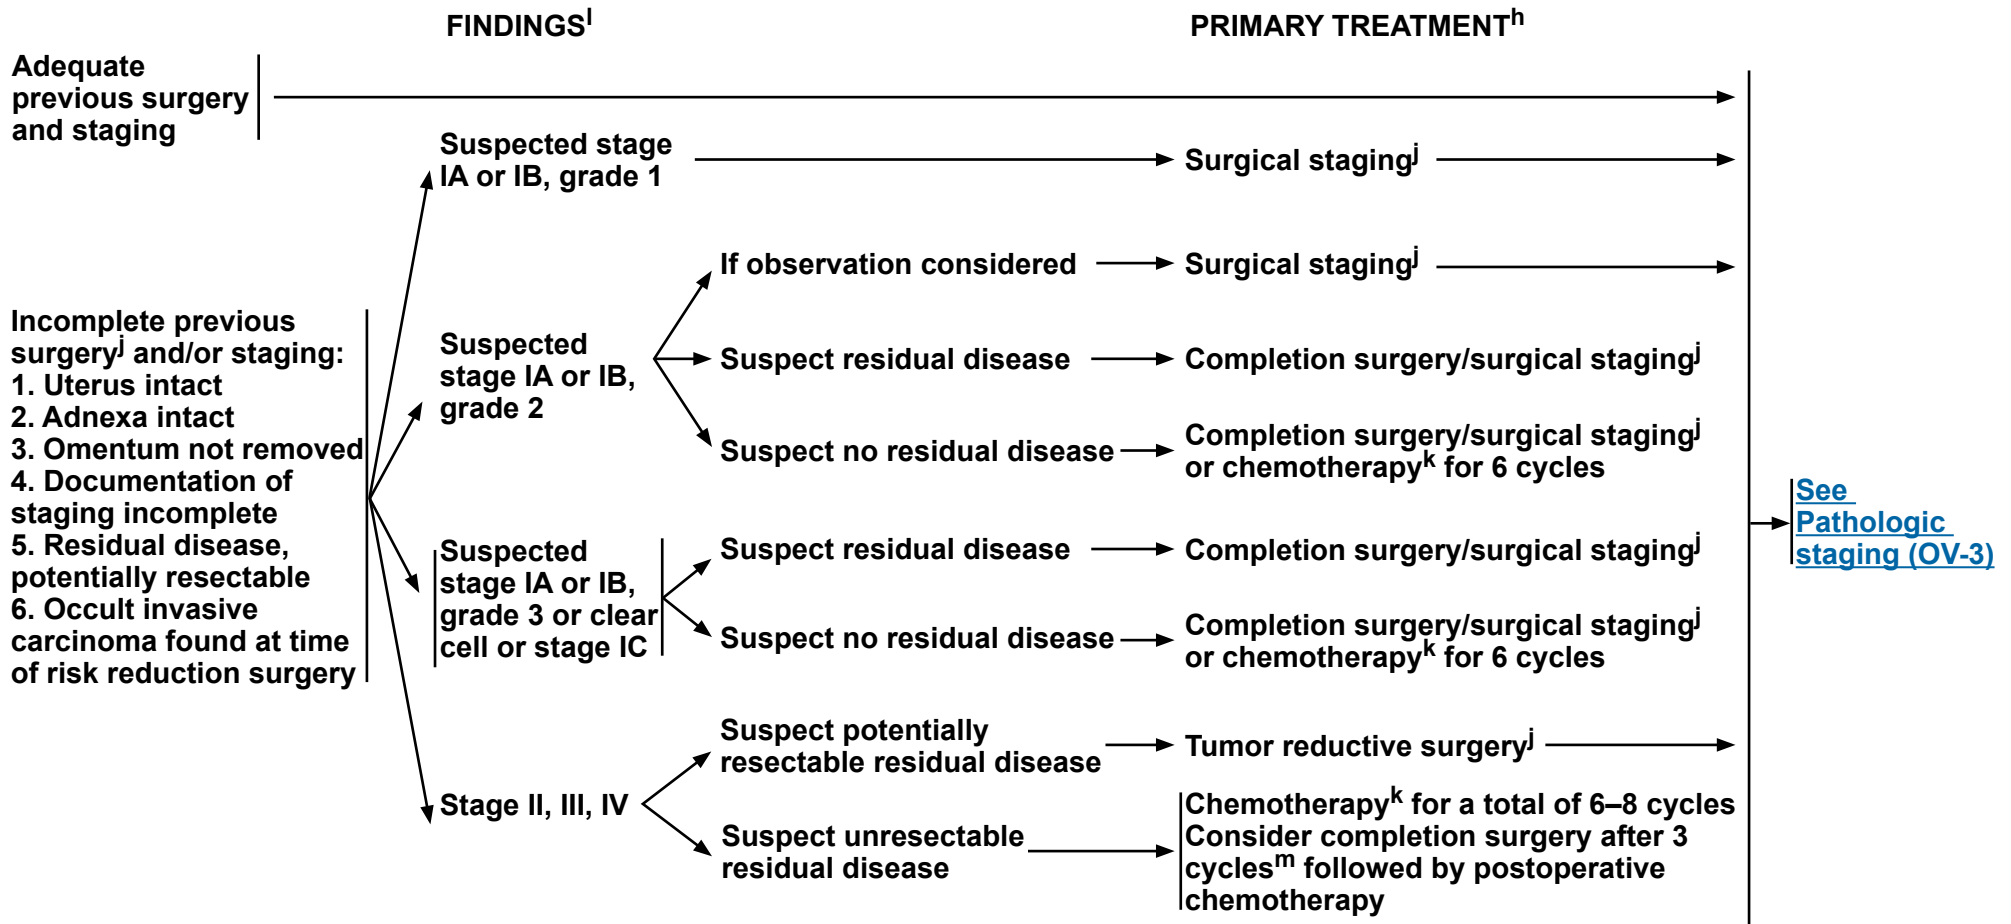 FINDINGSl
PRIMARY TREATMENTh
Adequate
previous surgery
and staging
Suspected stage
IA or IB, grade 1
Surgical stagingj
If observation considered
Surgical stagingj
Incomplete previous
surgeryj and/or staging:
1. Uterus intact
2. Adnexa intact
3. Omentum not removed
4. Documentation of
staging incomplete
5. Residual disease,
potentially resectable
6. Occult invasive
carcinoma found at time
of risk reduction surgery
Suspected
stage IA or IB,
grade 2
Suspect residual disease
Completion surgery/surgical stagingj
Suspect no residual disease
Completion surgery/surgical stagingj
or chemotherapyk for 6 cycles
Suspected
stage IA or IB,
grade 3 or clear
cell or stage IC
Suspect residual disease
Completion surgery/surgical stagingj
Suspect no residual disease
Completion surgery/surgical stagingj
or chemotherapyk for 6 cycles
Stage II, III, IV
Suspect potentially
resectable residual disease
Tumor reductive surgeryj
Suspect unresectable
residual disease
Chemotherapyk for a total of 6–8 cycles
Consider completion surgery after 3
cyclesm followed by postoperative
chemotherapy
See
Pathologic
staging (OV-3)